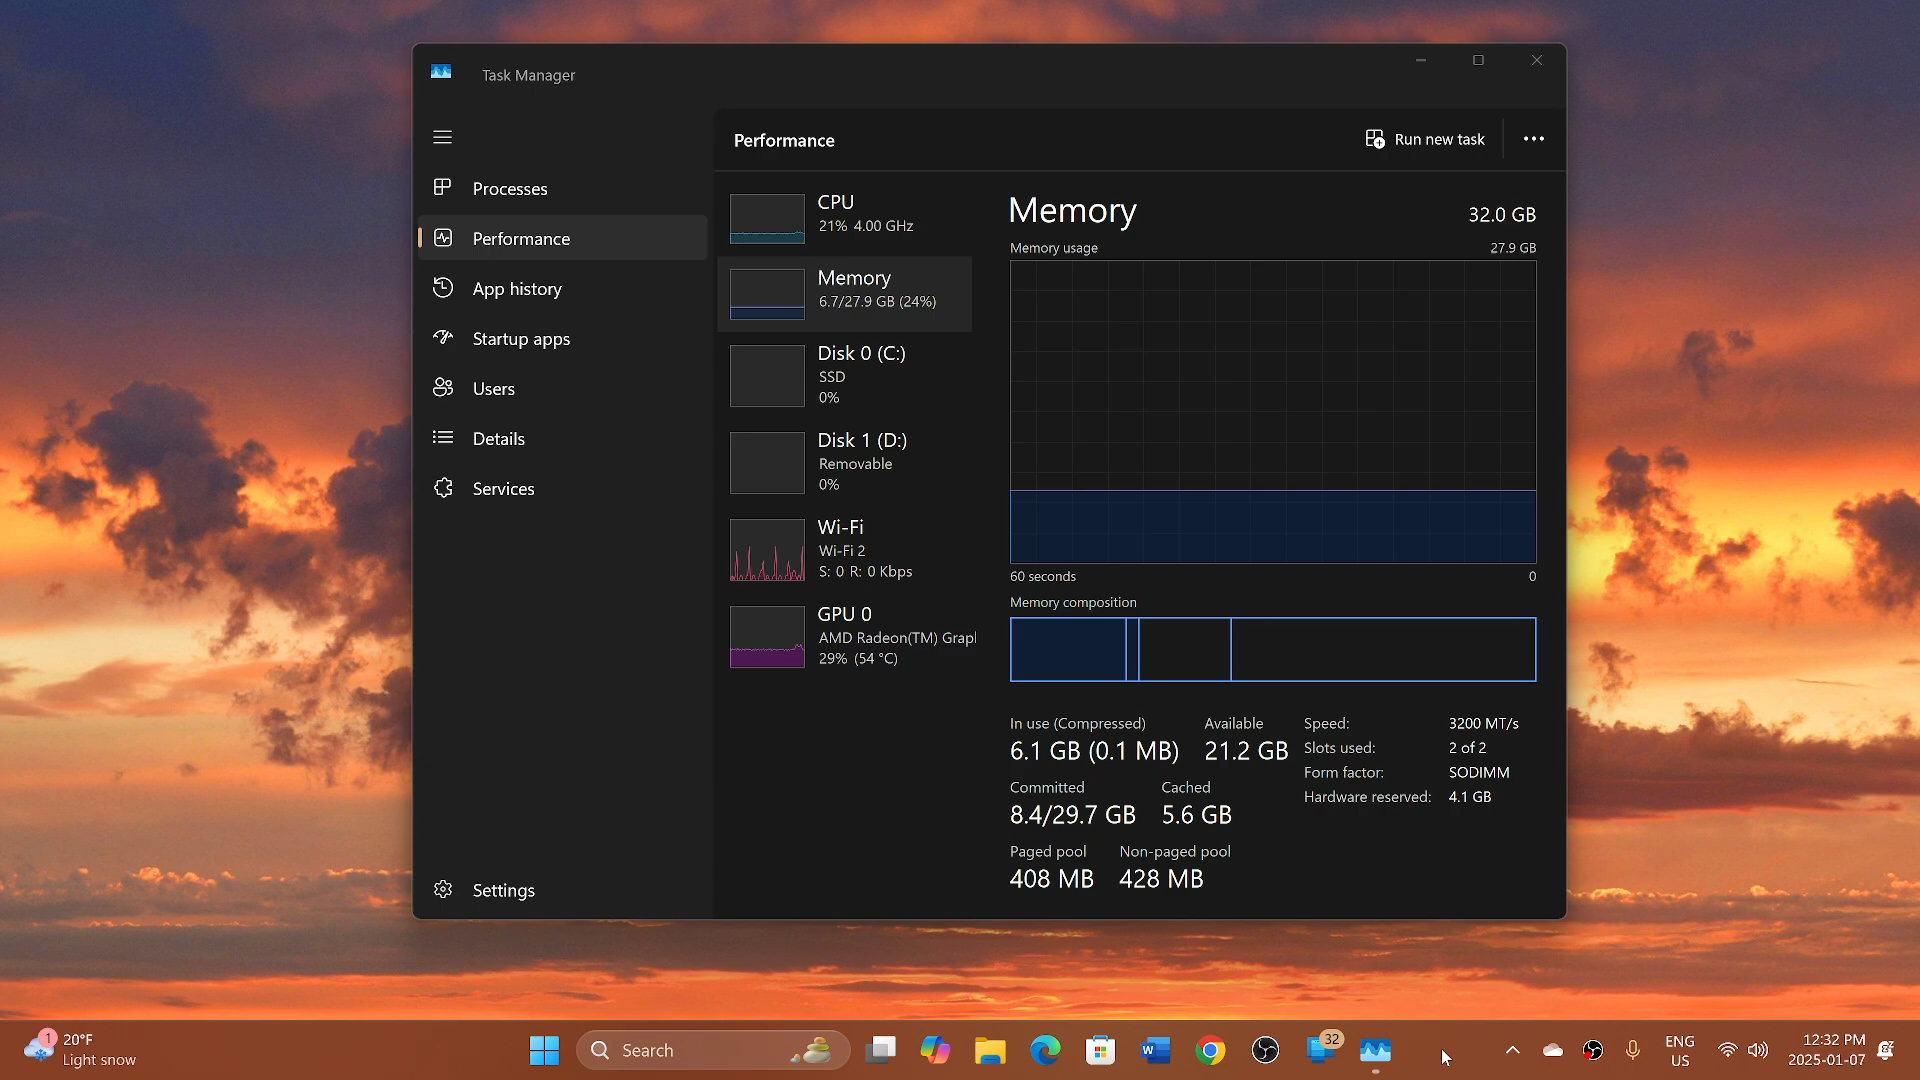 Task Manager
Performance
Run new task
Processes
Performance
App history
Startup apps
Users
Details
Services
Settings
CPU
21% 4.00 GHz
Memory
6.7/27.9 GB (24%)
Disk 0 (C:)
SSD
0%
Disk 1 (D:)
Removable
0%
Wi-Fi
Wi-Fi 2
S: 0 R: 0 Kbps
GPU 0
AMD Radeon(TM) Grapl
29% (54 °C)
Memory 32.0 GB
Memory usage 27.9 GB
60 seconds 0
Memory composition
In use (Compressed) Available
6.1 GB (0.1 MB) 21.2 GB
Committed Cached
8.4/29.7 GB 5.6 GB
Paged pool Non-paged pool
408 MB 428 MB
Speed: 3200 MT/s
Slots used: 2 of 2
Form factor: SODIMM
Hardware reserved: 4.1 GB
1
20°F
Light snow
Search
W
32
ENG
US
12:32 PM
2025-01-07